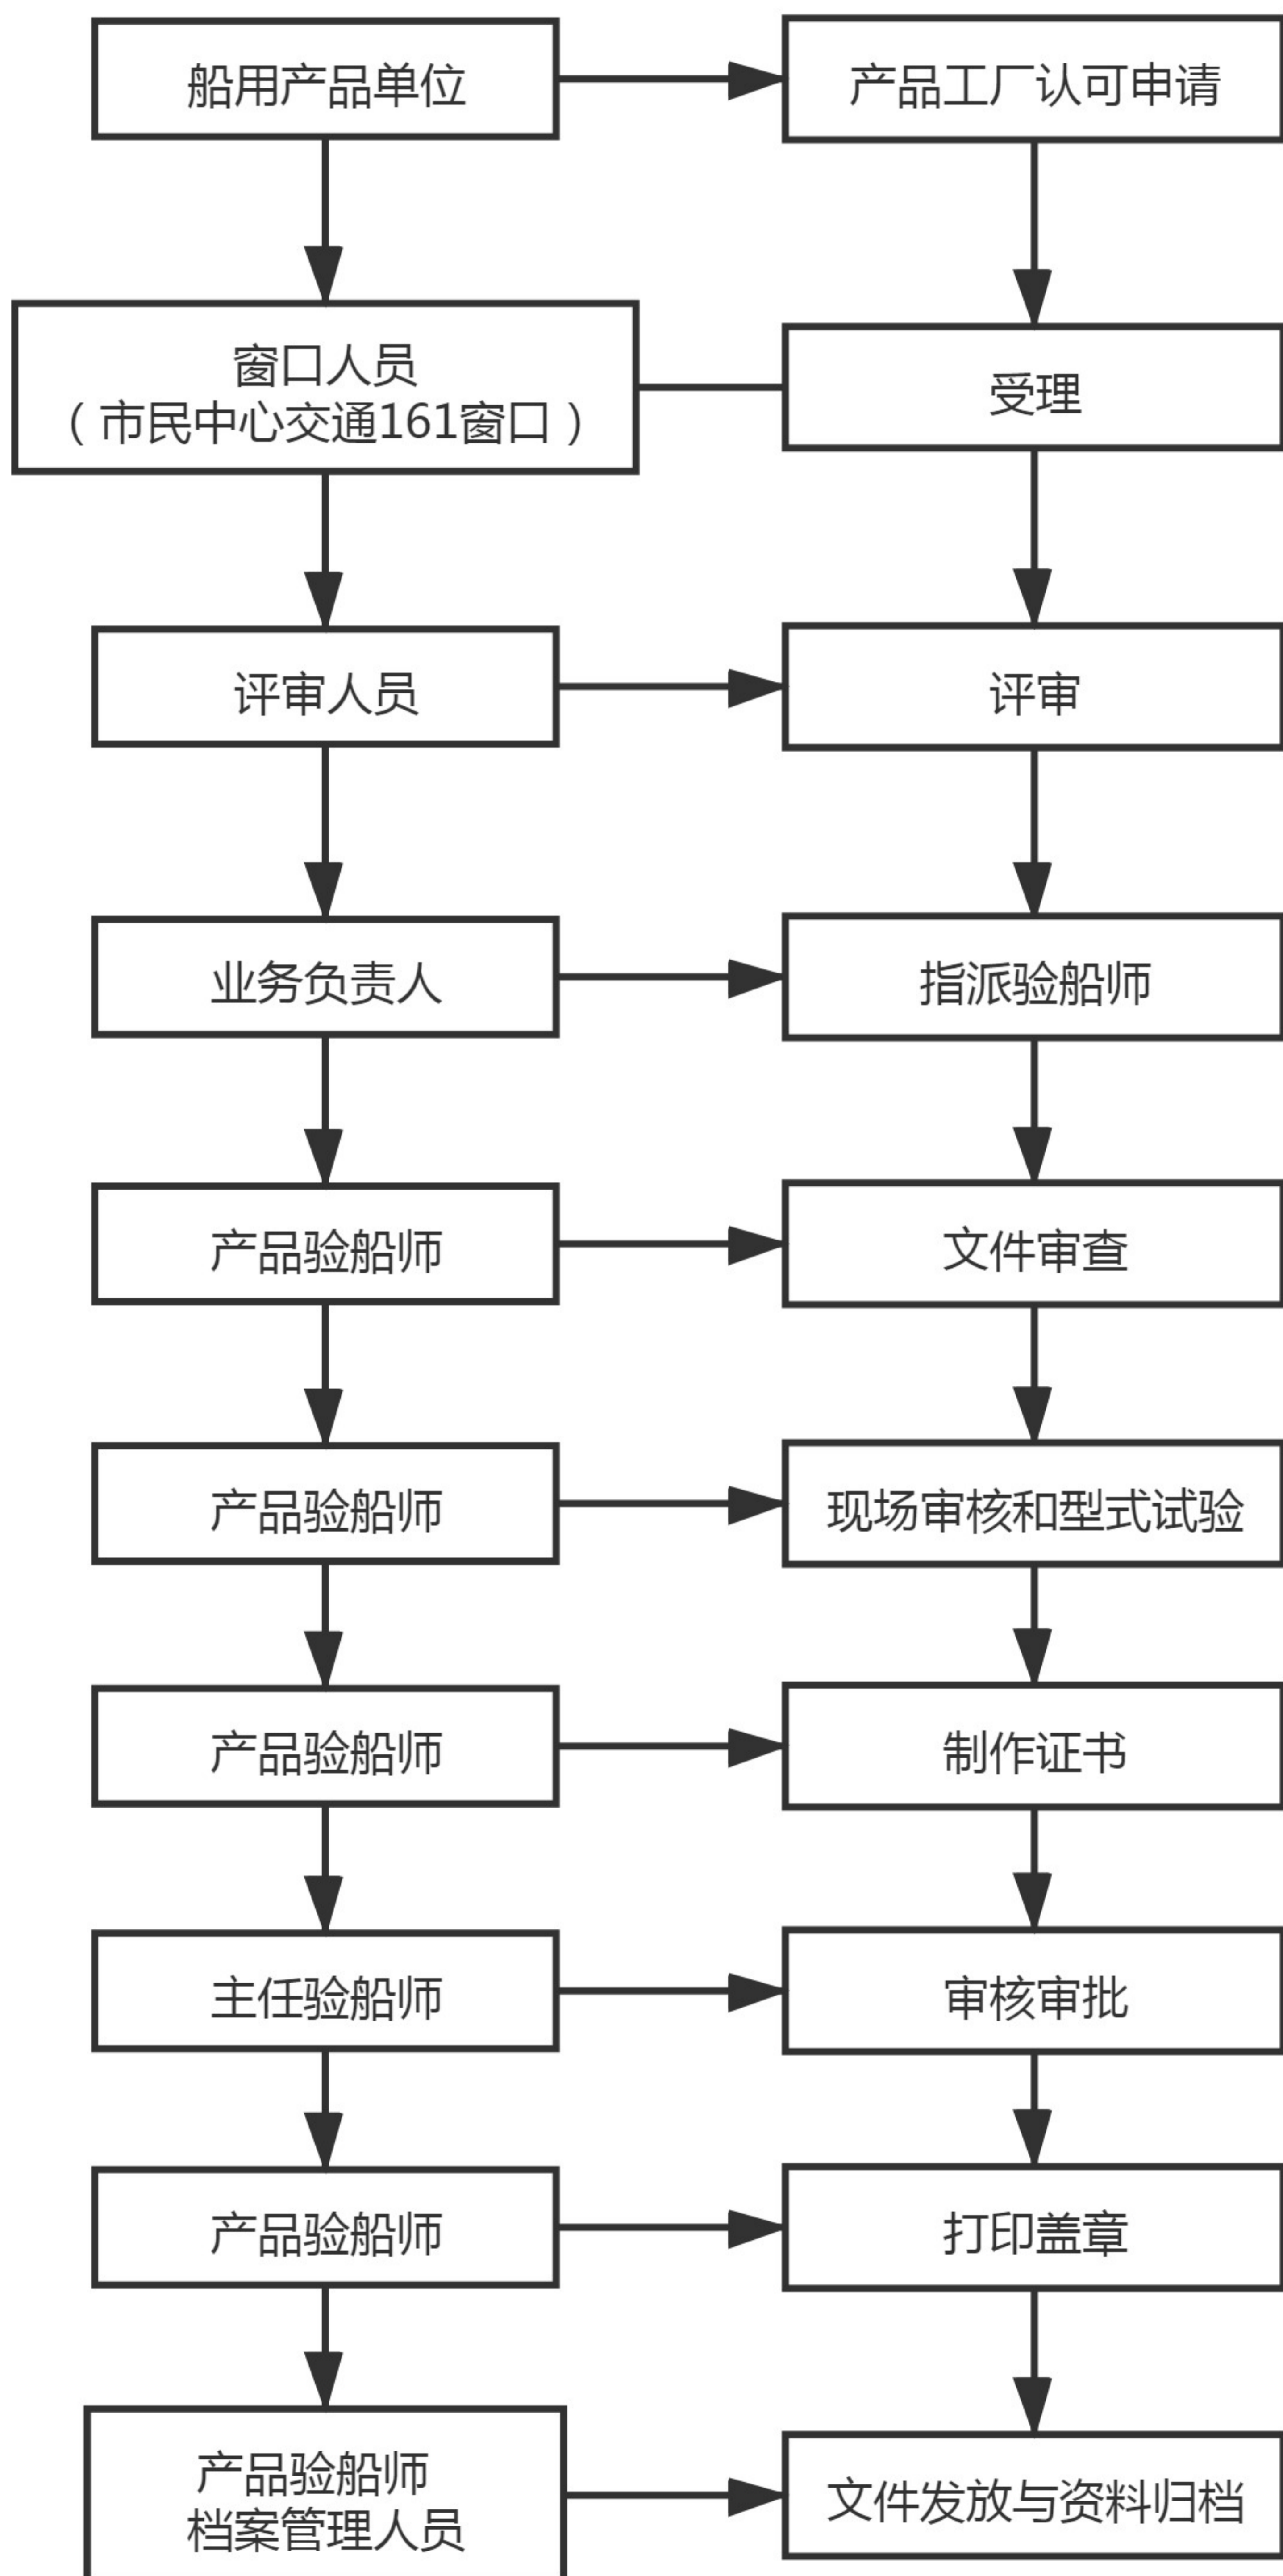 船用产品单位
产品工厂认可申请
窗口人员
（市民中心交通161窗口）
受理
评审人员
评审
业务负责人
指派验船师
产品验船师
文件审查
产品验船师
现场审核和型式试验
产品验船师
制作证书
主任验船师
审核审批
产品验船师
打印盖章
产品验船师
档案管理人员
文件发放与资料归档